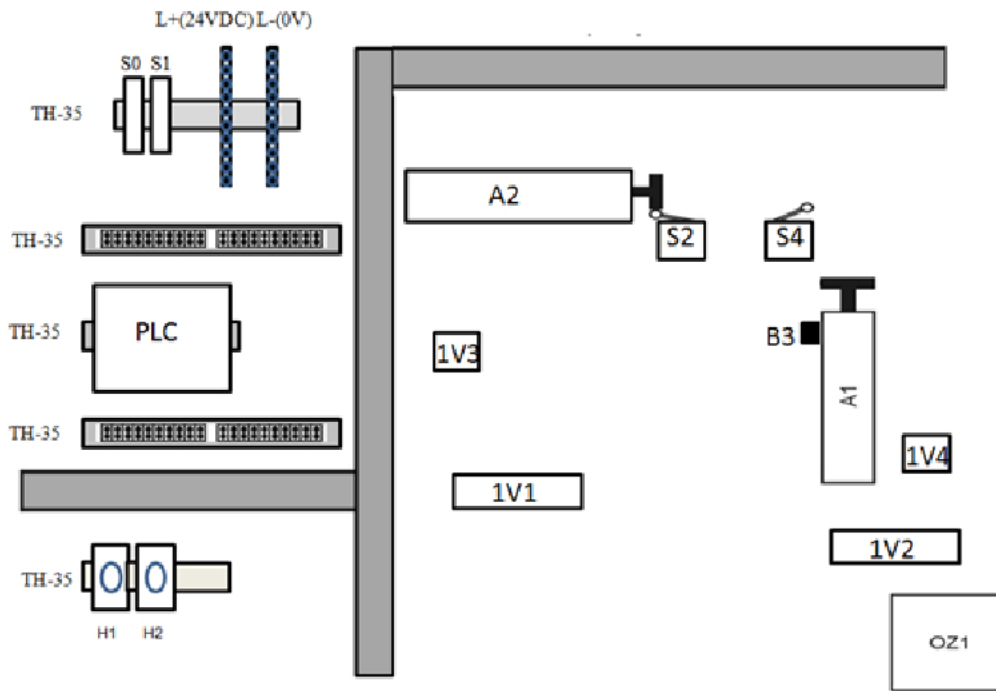 L+(24VDC) L-(0V)
S0 S1
TH-35
A2
TH-35
S2
S4
TH-35
PLC
1V3
B3
A1
TH-35
1V4
1V1
1V2
TH-35
H1 H2
OZ1